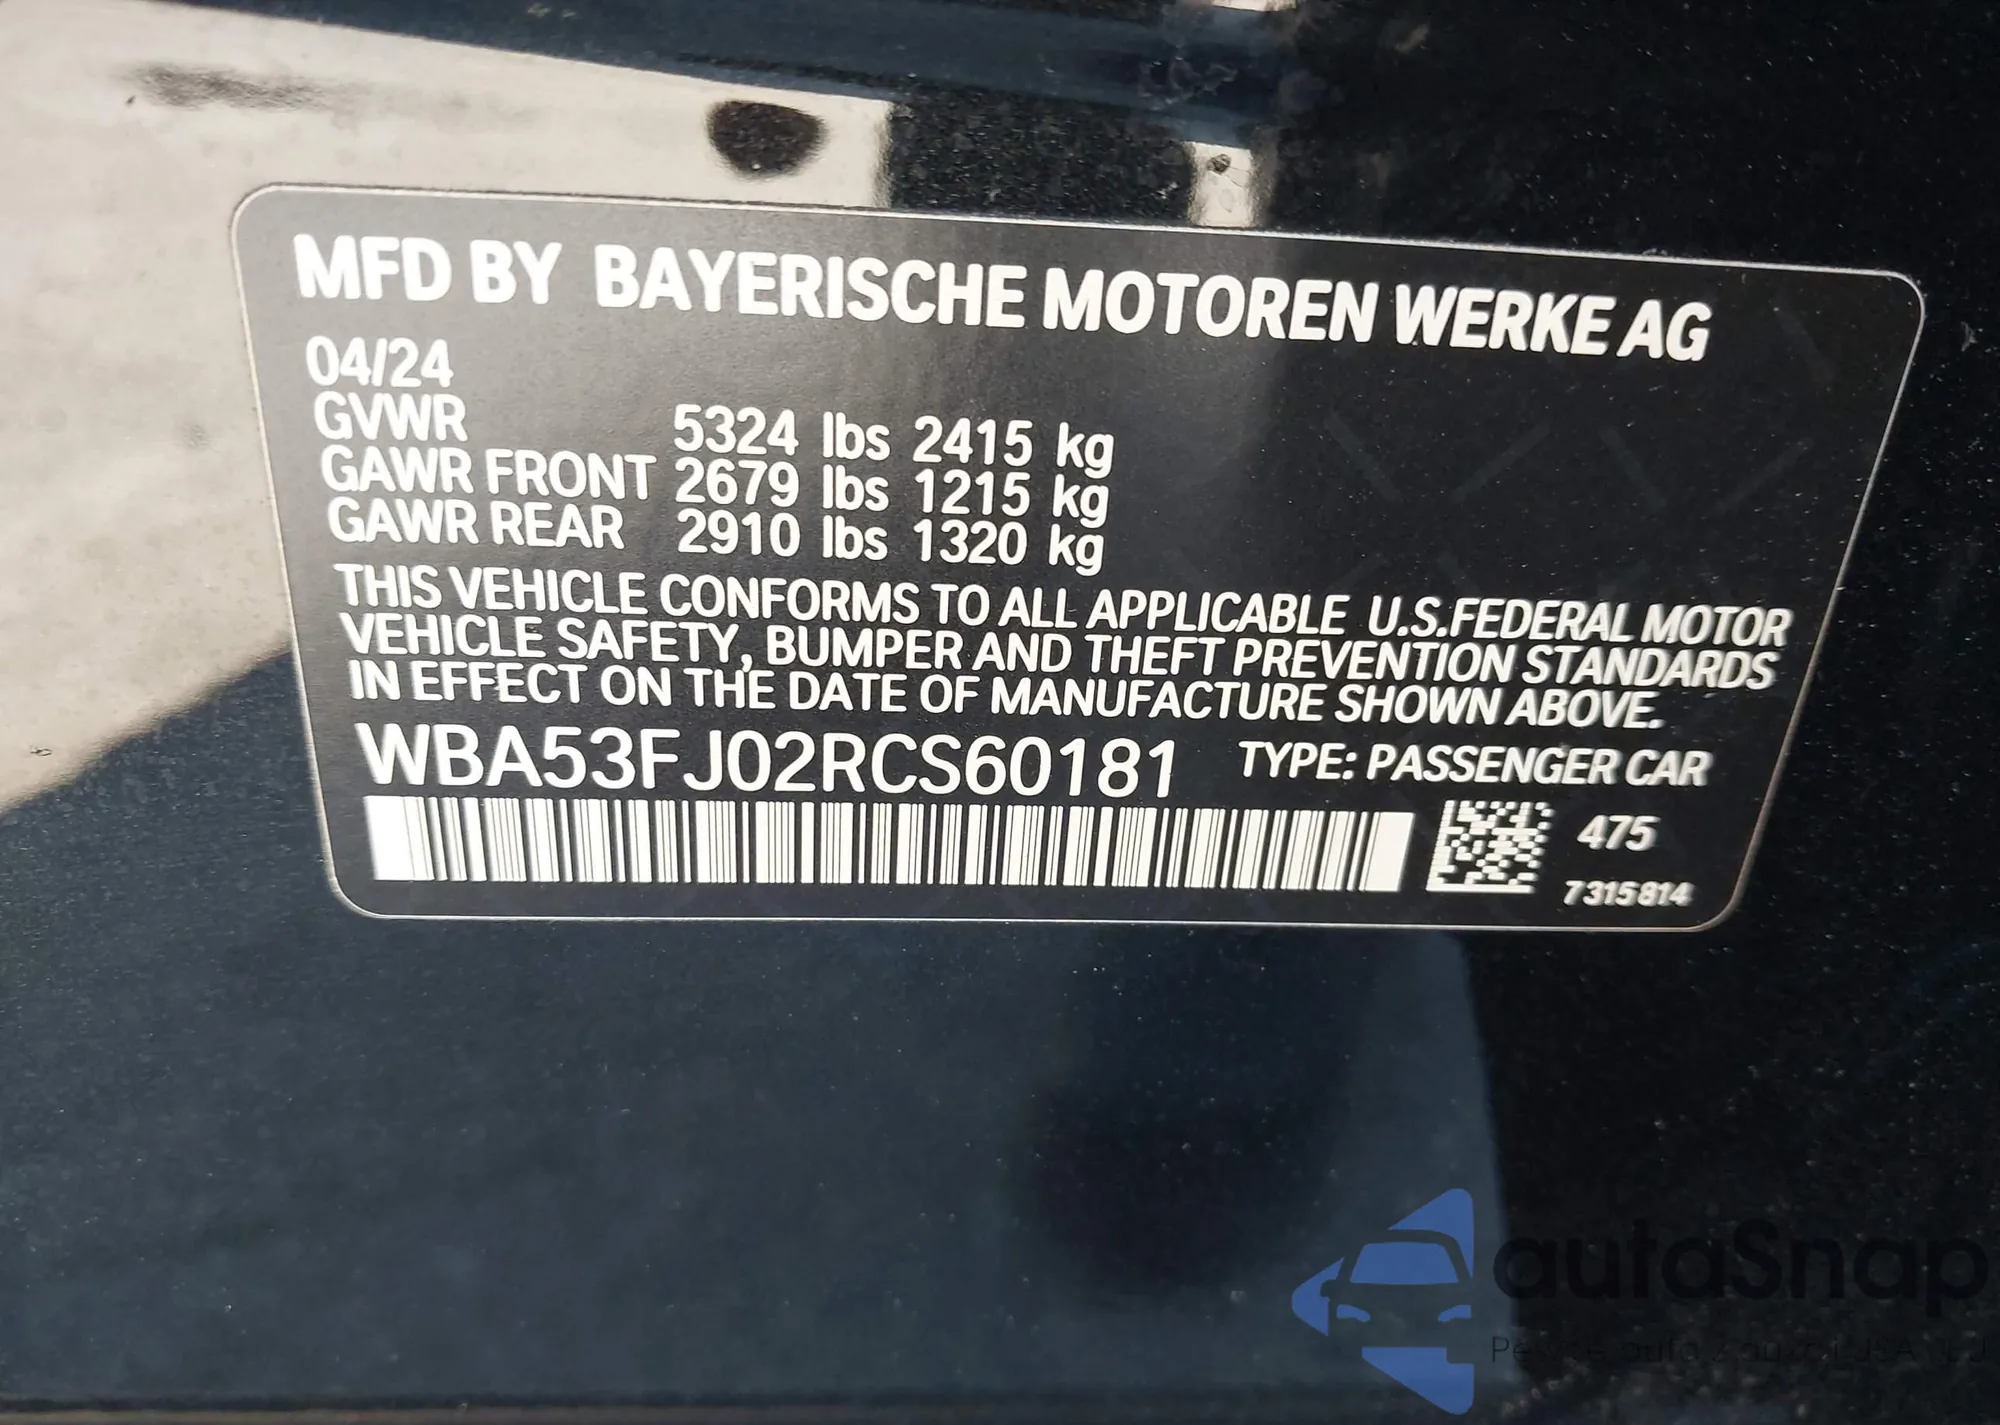 MFD BY BAYERISCHE MOTOREN WERKE AG
04/24
GVWR 5324 lbs 2415 kg
GAWR FRONT 2679 lbs 1215 kg
GAWR REAR 2910 lbs 1320 kg
THIS VEHICLE CONFORMS TO ALL APPLICABLE U.S.FEDERAL MOTOR
VEHICLE SAFETY, BUMPER AND THEFT PREVENTION STANDARDS
IN EFFECT ON THE DATE OF MANUFACTURE SHOWN ABOVE.
WBA53FJ02RCS60181 TYPE: PASSENGER CAR
475
7315814
autoSnap